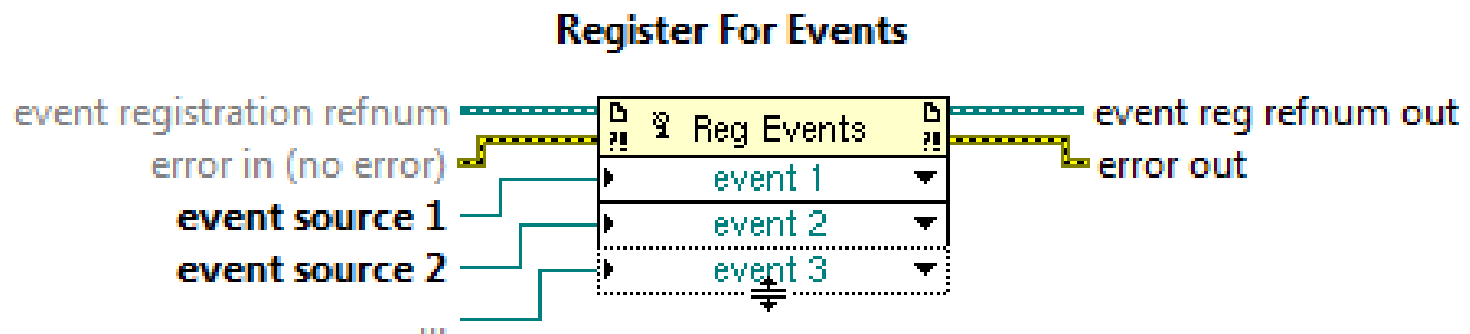 Register For Events
event registration refnum
error in (no error)
event source 1
event source 2
...
?! Reg Events ?!
event 1
event 2
event 3
event reg refnum out
error out